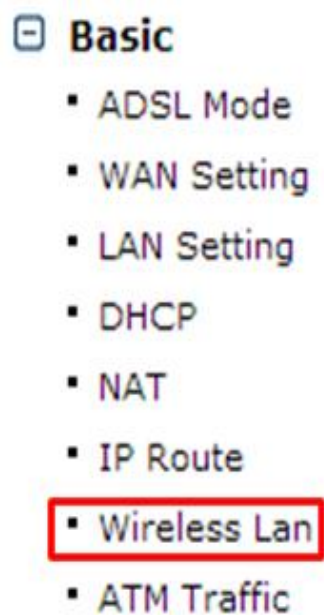 Basic
ADSL Mode
WAN Setting
LAN Setting
DHCP
NAT
IP Route
Wireless Lan
ATM Traffic